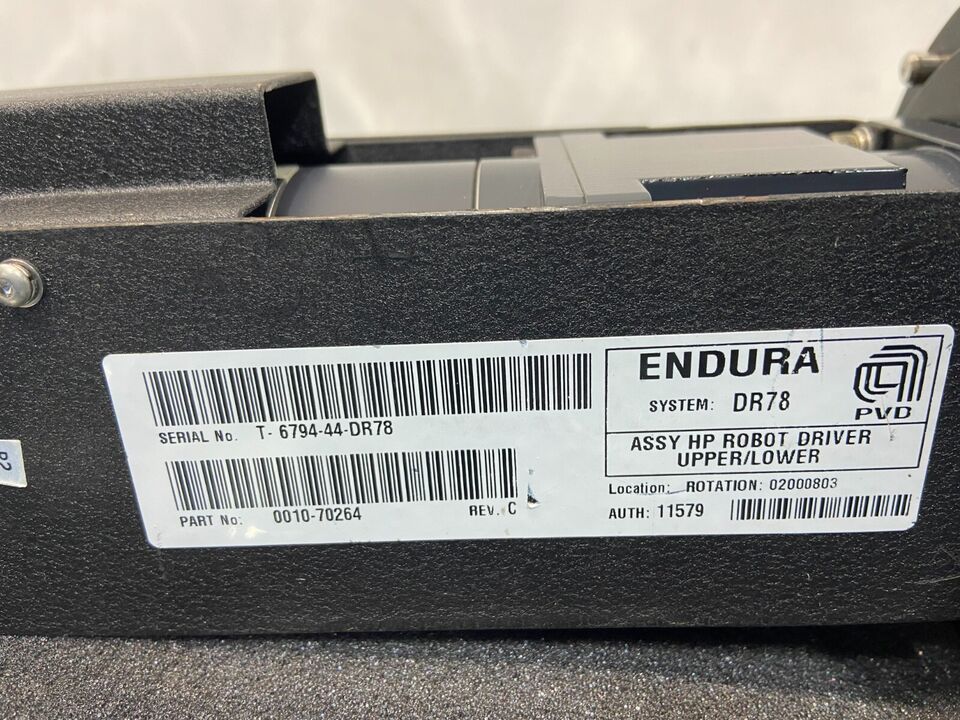 SERIAL No. T- 6794-44-DR78
PART No: 0010-70264 REV. C
ENDURA
SYSTEM: DR78
PVD
ASSY HP ROBOT DRIVER
UPPER/LOWER
Location: ROTATION: 02000803
AUTH: 11579
P2